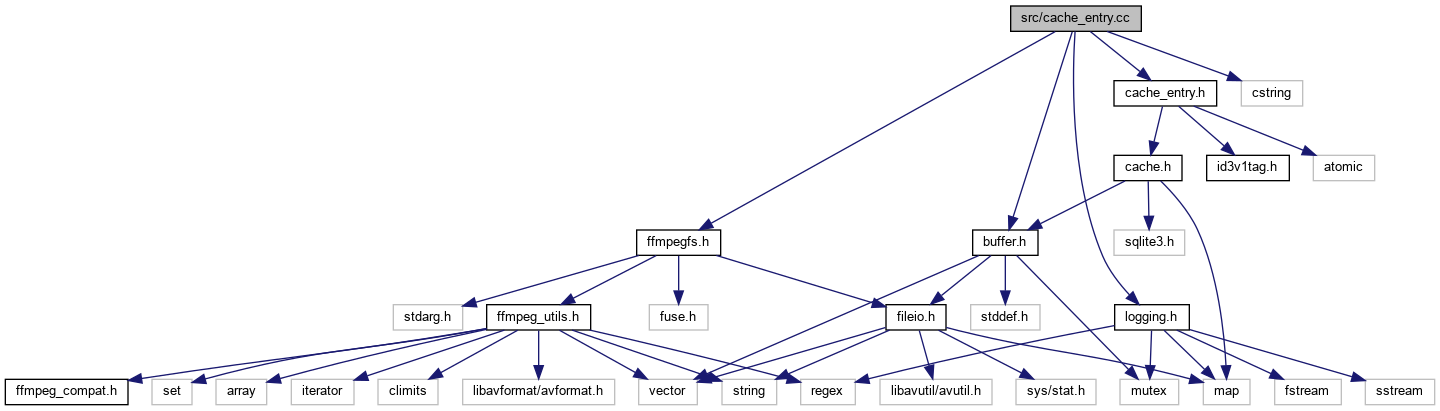 src/cache_entry.cc
cache_entry.h
cstring
cache.h
id3v1tag.h
atomic
ffmpegfs.h
buffer.h
sqlite3.h
stdarg.h
ffmpeg_utils.h
fuse.h
fileio.h
stddef.h
logging.h
ffmpeg_compat.h
set
array
iterator
climits
libavformat/avformat.h
vector
string
regex
libavutil/avutil.h
sys/stat.h
mutex
map
fstream
sstream